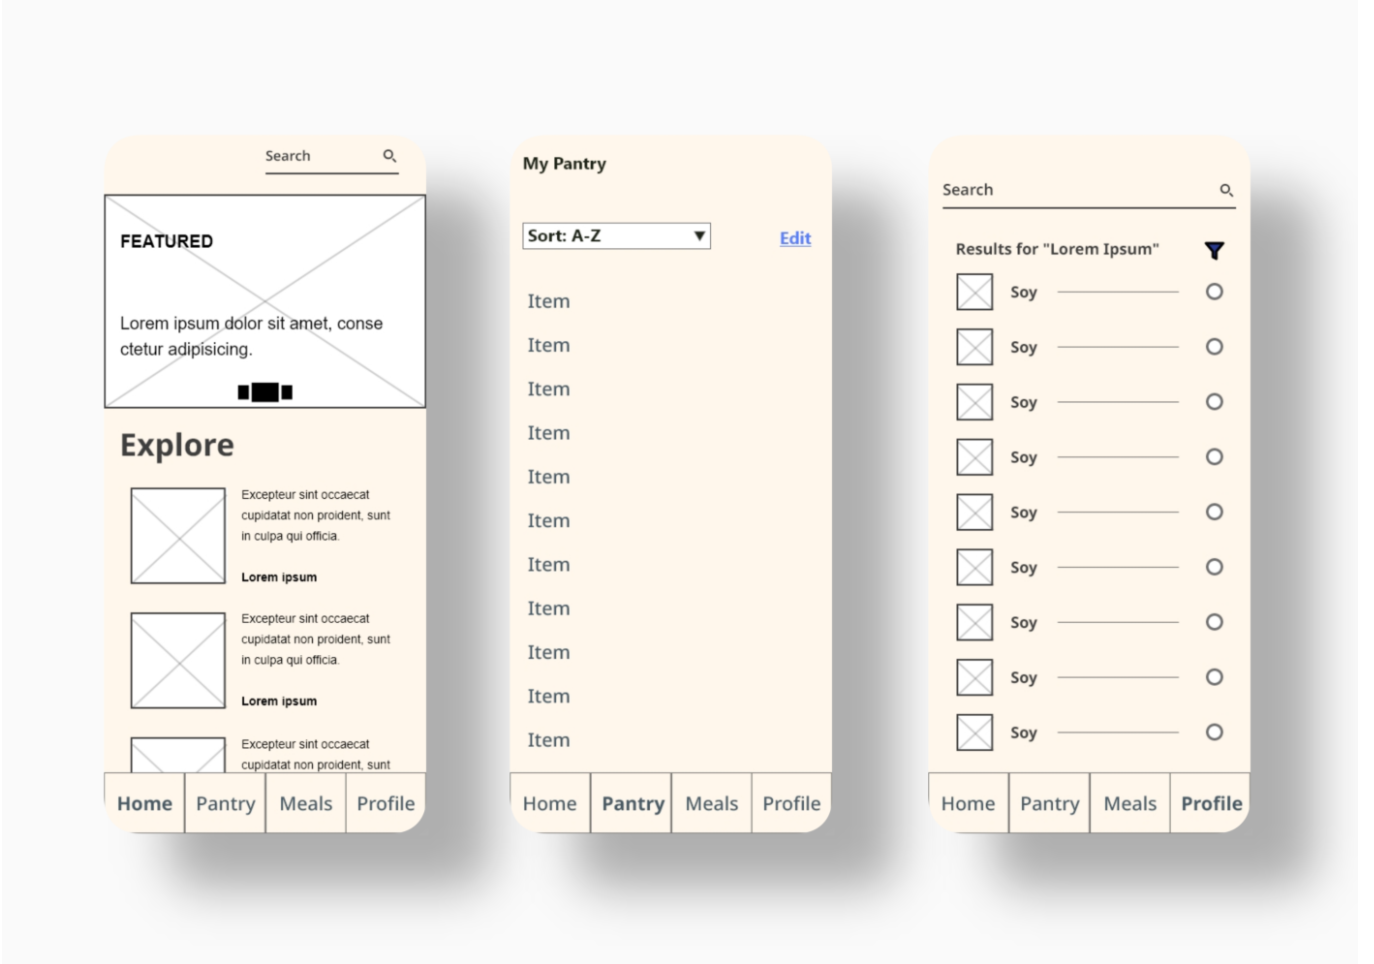 Search
FEATURED
Lorem ipsum dolor sit amet, conse
ctetur adipisicing.
Explore
Excepteur sint occaecat
cupidatat non proident, sunt
in culpa qui officia.
Lorem ipsum
Excepteur sint occaecat
cupidatat non proident, sunt
in culpa qui officia.
Lorem ipsum
Excepteur sint occaecat
cupidatat non proident, sunt
Home Pantry Meals Profile
My Pantry
Sort: A-Z
Edit
Item
Item
Item
Item
Item
Item
Item
Item
Item
Item
Item
Home Pantry Meals Profile
Search
Results for "Lorem Ipsum"
Soy
Soy
Soy
Soy
Soy
Soy
Soy
Soy
Soy
Home Pantry Meals Profile